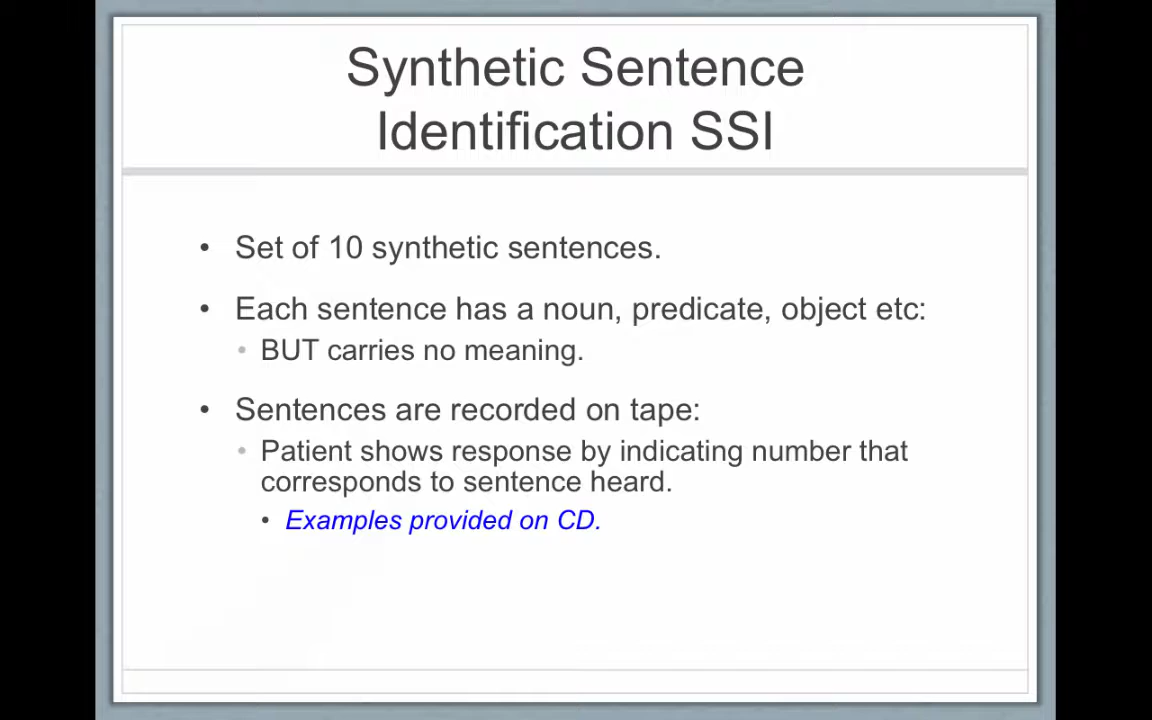 Synthetic Sentence
Identification SSI
• Set of 10 synthetic sentences.
• Each sentence has a noun, predicate, object etc:
• BUT carries no meaning.
• Sentences are recorded on tape:
• Patient shows response by indicating number that
corresponds to sentence heard.
• Examples provided on CD.